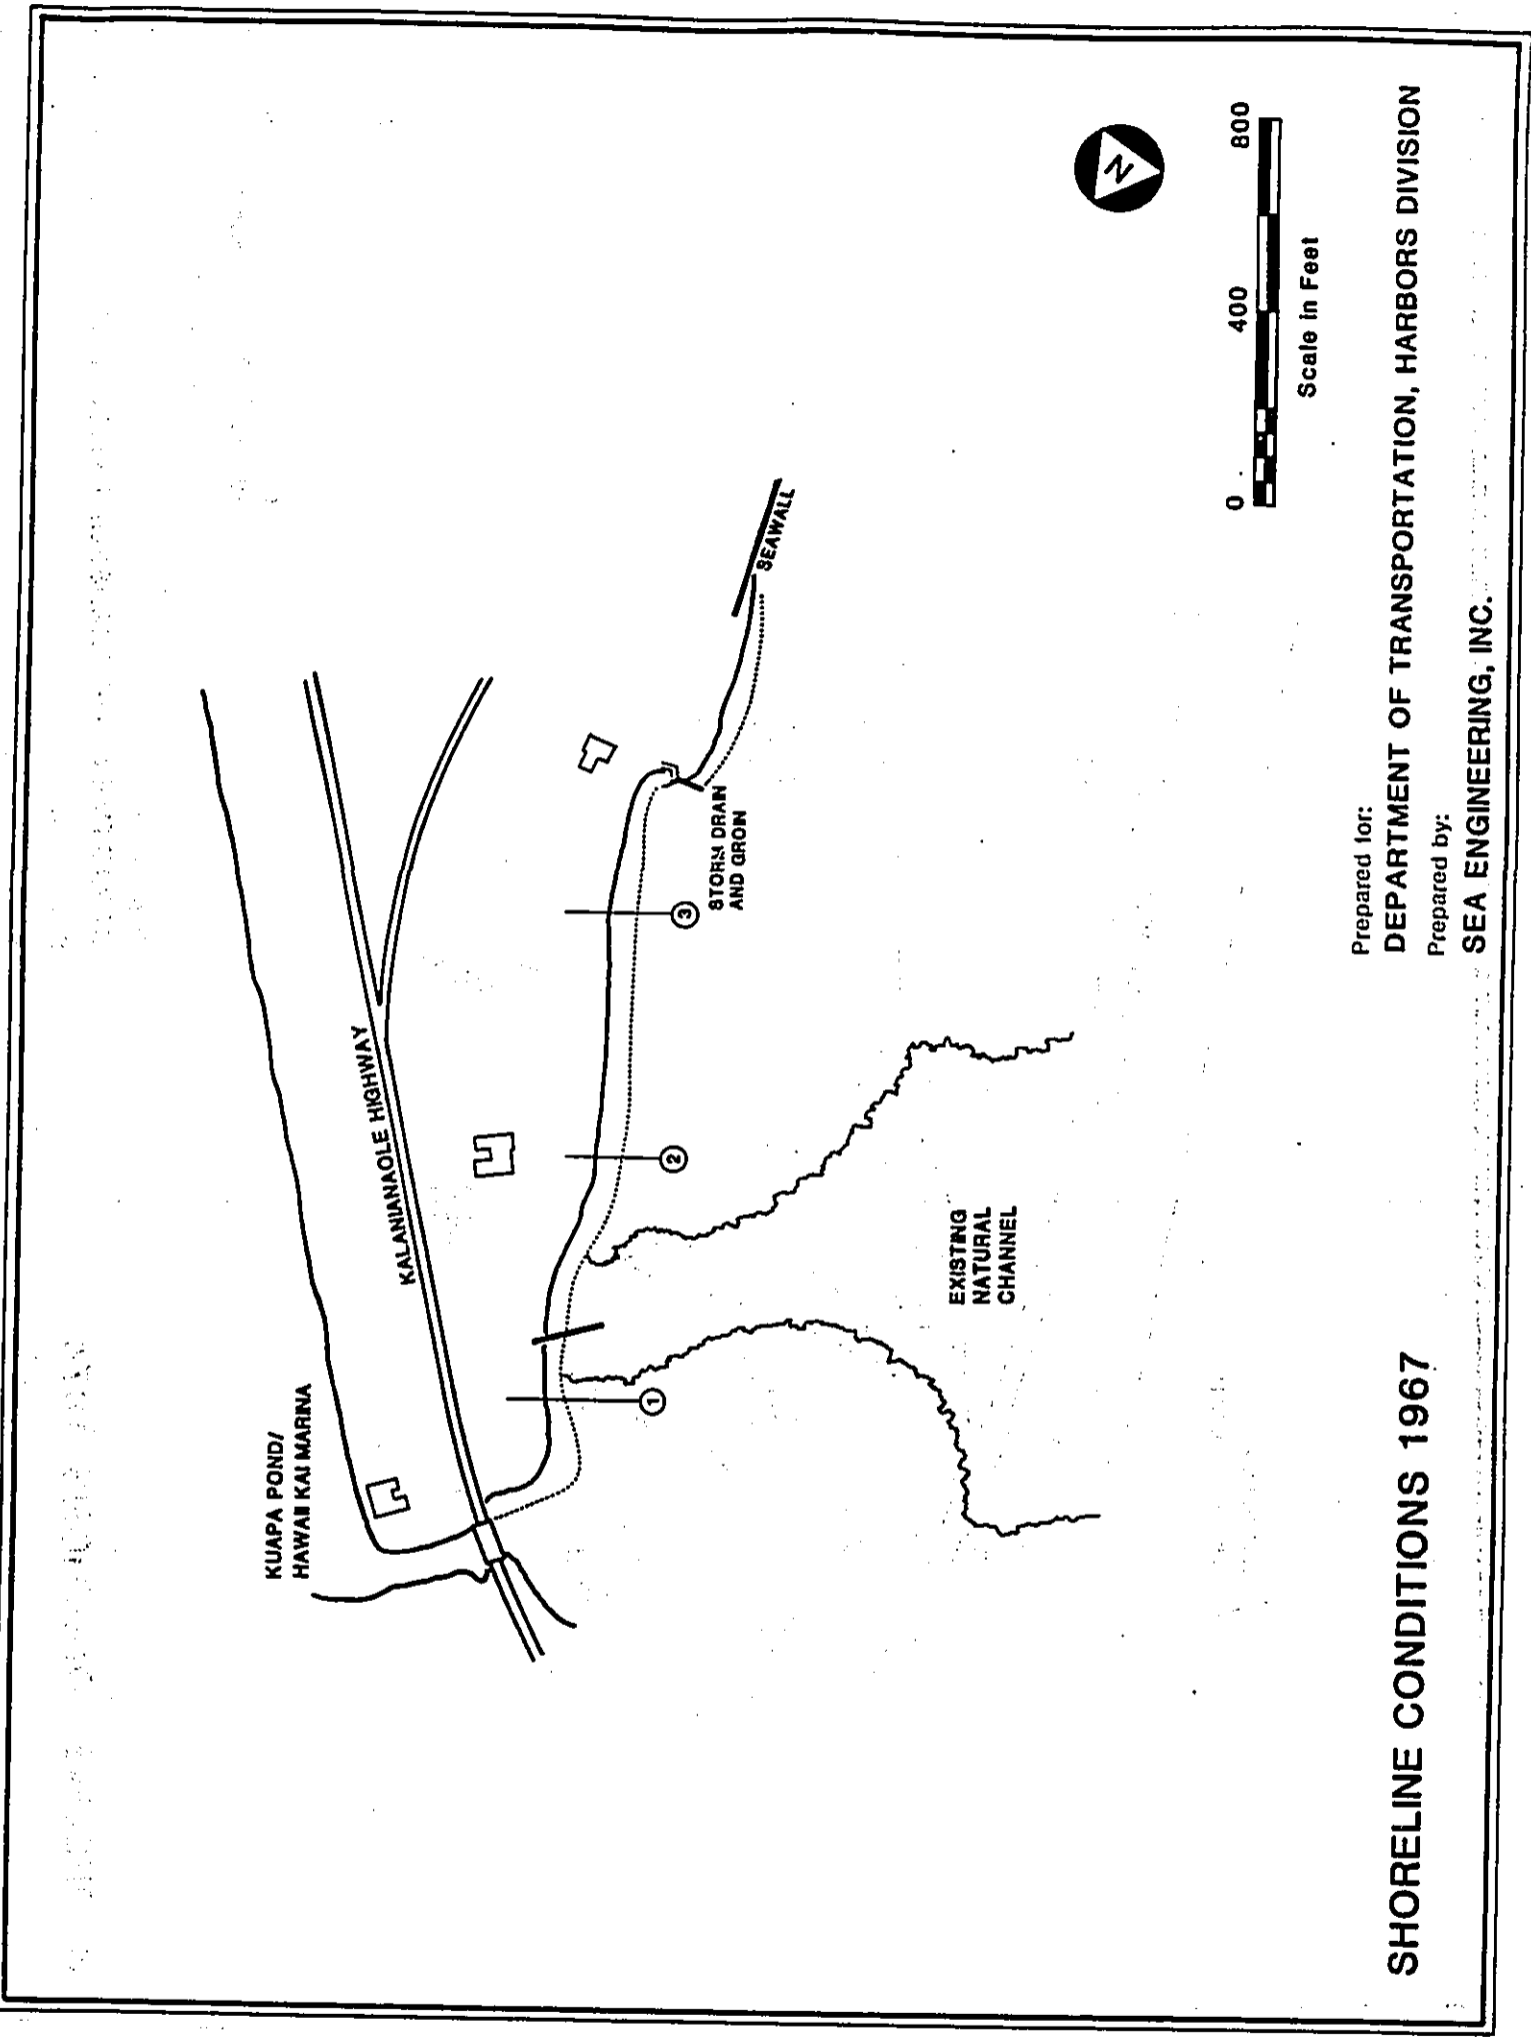 KUAPA POND/
HAWAII KAI MARINA
KALANIANAOLE HIGHWAY
1
2
3
STORM DRAIN
AND GROIN
SEAWALL
EXISTING
NATURAL
CHANNEL
N
0 400 800
Scale in Feet
SHORELINE CONDITIONS 1967
Prepared for:
DEPARTMENT OF TRANSPORTATION, HARBORS DIVISION
Prepared by:
SEA ENGINEERING, INC.